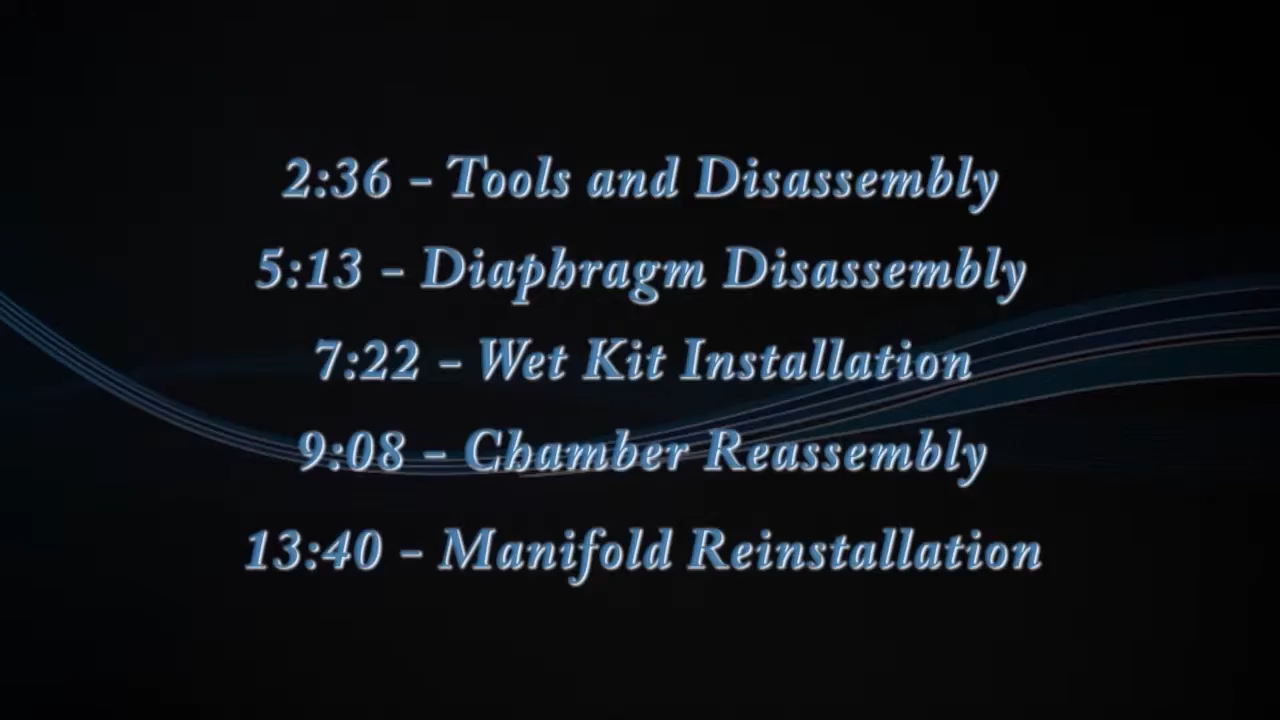 2:36 - Tools and Disassembly
5:13 - Diaphragm Disassembly
7:22 - Wet Kit Installation
9:08 - Chamber Reassembly
13:40 - Manifold Reinstallation